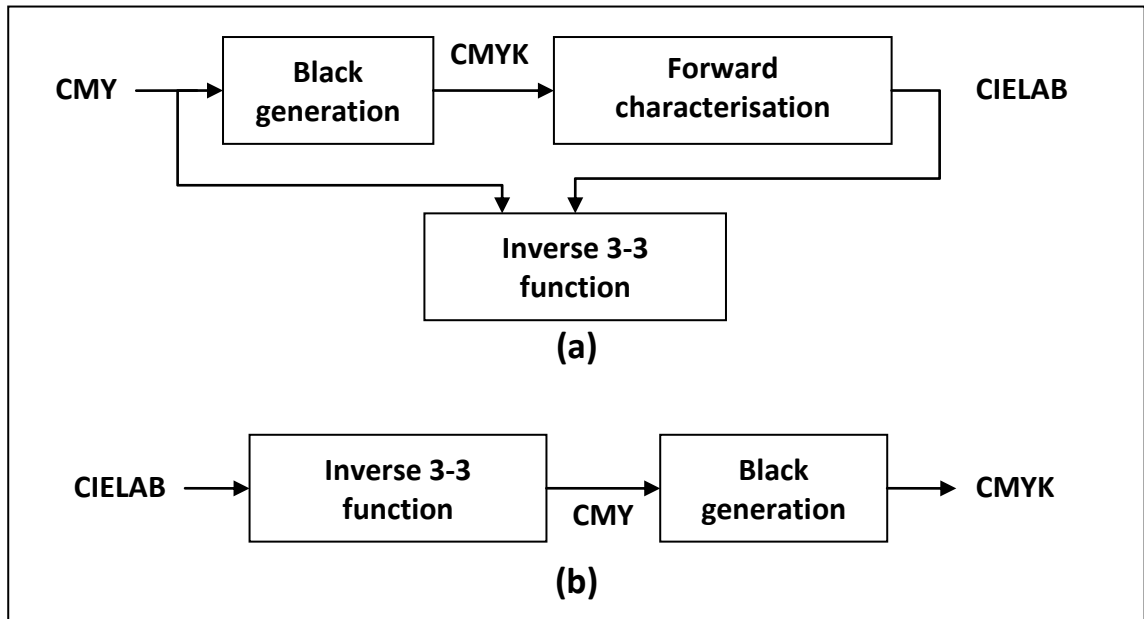 CMY
Black
generation
CMYK
Forward
characterisation
CIELAB
Inverse 3-3
function
(a)
CIELAB
Inverse 3-3
function
CMY
Black
generation
CMYK
(b)